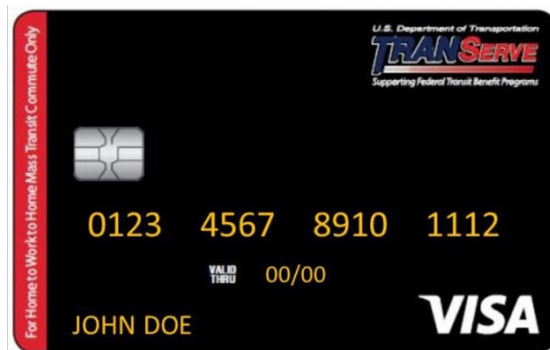 For Home to Work to Home Mass Transit Commute Only
U.S. Department of Transportation
TRANSERVE
Supporting Federal Transit Benefit Programs
0123 4567 8910 1112
VALID THRU 00/00
JOHN DOE
VISA